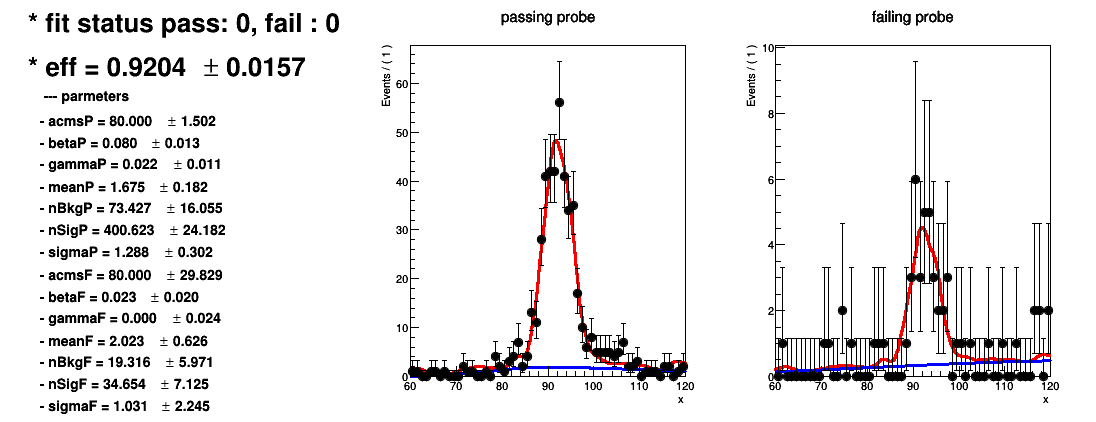 * fit status pass: 0, fail : 0
* eff = 0.9204 ± 0.0157
--- parmeters
- acmsP = 80.000 ± 1.502
- betaP = 0.080 ± 0.013
- gammaP = 0.022 ± 0.011
- meanP = 1.675 ± 0.182
- nBkgP = 73.427 ± 16.055
- nSigP = 400.623 ± 24.182
- sigmaP = 1.288 ± 0.302
- acmsF = 80.000 ± 29.829
- betaF = 0.023 ± 0.020
- gammaF = 0.000 ± 0.024
- meanF = 2.023 ± 0.626
- nBkgF = 19.316 ± 5.971
- nSigF = 34.654 ± 7.125
- sigmaF = 1.031 ± 2.245
passing probe
Events / ( 1 )
60
50
40
30
20
10
0
60 70 80 90 100 110 120
x
failing probe
Events / ( 1 )
10
8
6
4
2
0
60 70 80 90 100 110 120
x